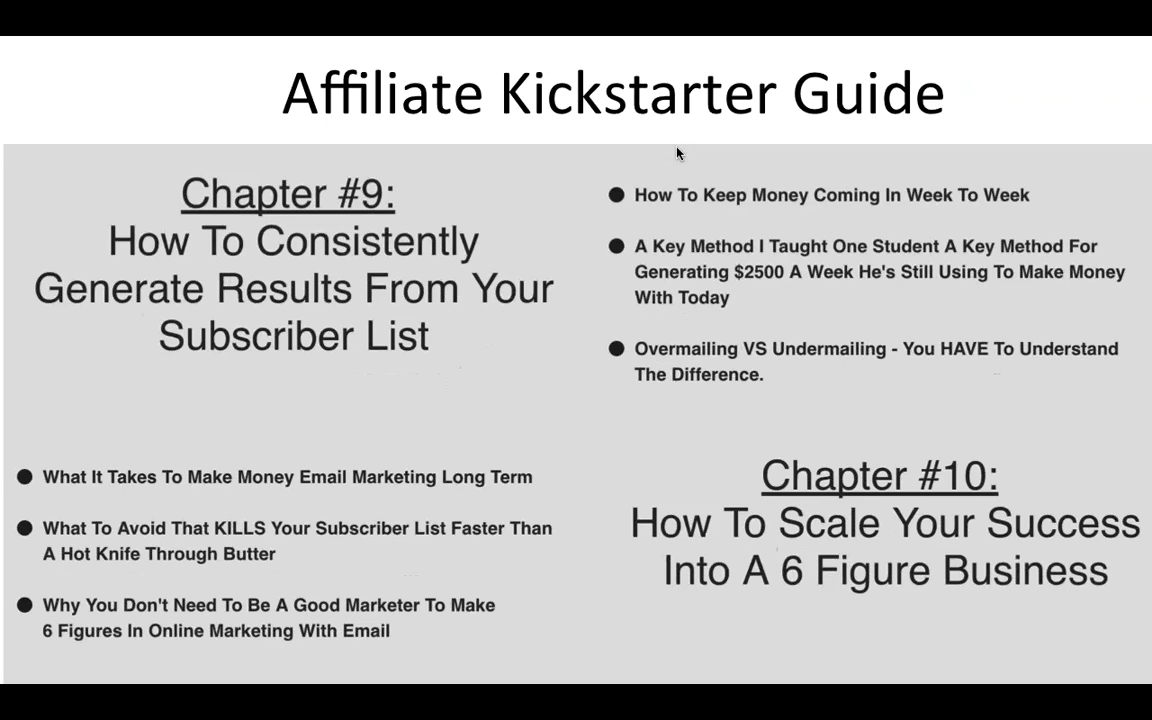 Affiliate Kickstarter Guide
Chapter #9:
How To Consistently
Generate Results From Your
Subscriber List
● How To Keep Money Coming In Week To Week
● A Key Method I Taught One Student A Key Method For
Generating $2500 A Week He's Still Using To Make Money
With Today
● Overmailing VS Undermailing - You HAVE To Understand
The Difference.
● What It Takes To Make Money Email Marketing Long Term
● What To Avoid That KILLS Your Subscriber List Faster Than
A Hot Knife Through Butter
● Why You Don't Need To Be A Good Marketer To Make
6 Figures In Online Marketing With Email
Chapter #10:
How To Scale Your Success
Into A 6 Figure Business